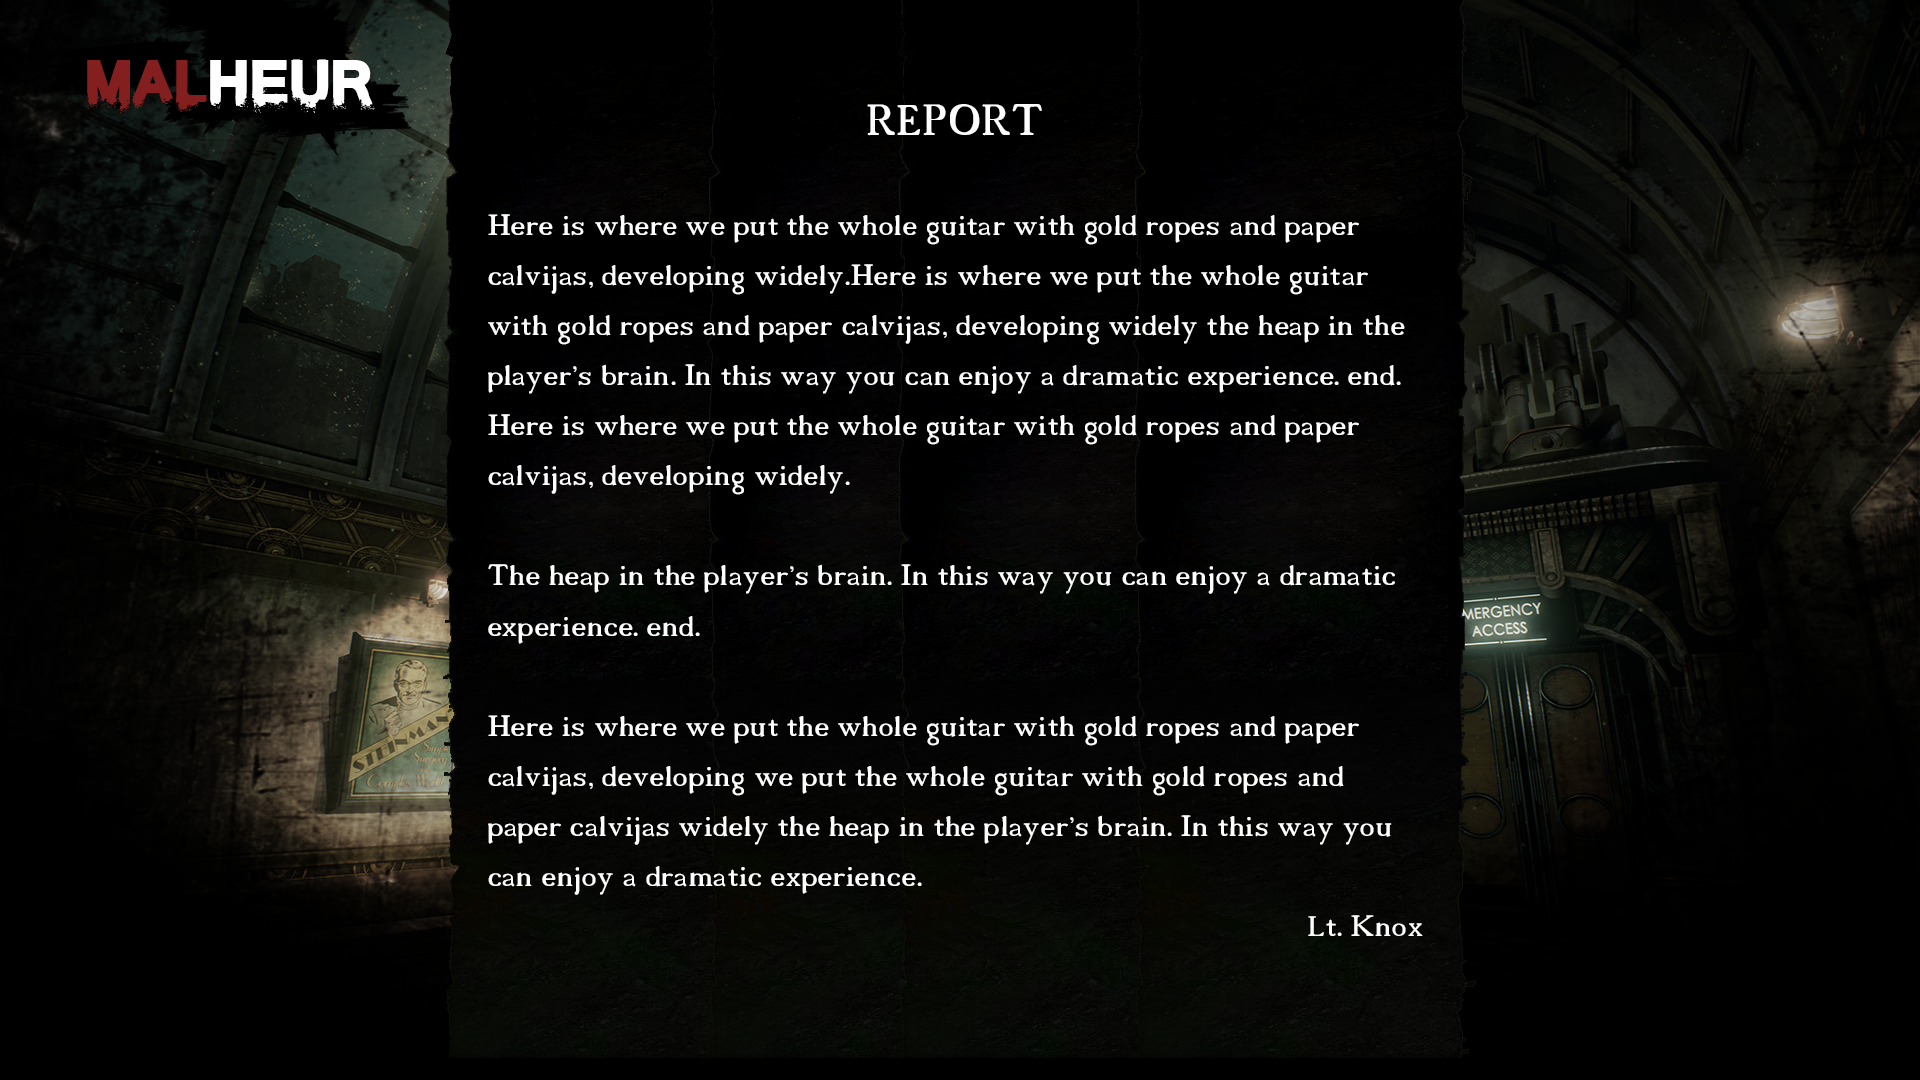 MALHEUR
REPORT
Here is where we put the whole guitar with gold ropes and paper
calvijas, developing widely.Here is where we put the whole guitar
with gold ropes and paper calvijas, developing widely the heap in the
player's brain. In this way you can enjoy a dramatic experience. end.
Here is where we put the whole guitar with gold ropes and paper
calvijas, developing widely.
The heap in the player's brain. In this way you can enjoy a dramatic
experience. end.
Here is where we put the whole guitar with gold ropes and paper
calvijas, developing we put the whole guitar with gold ropes and
paper calvijas widely the heap in the player's brain. In this way you
can enjoy a dramatic experience.
Lt. Knox
MERGENCY
ACCESS
STEINMAN